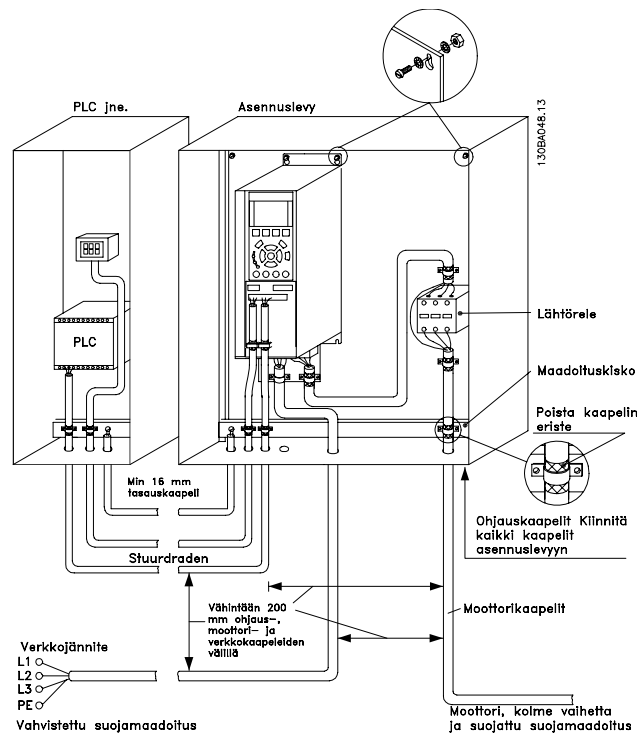 PLC jne.
Asennuslevy
130BA048.13
PLC
Lähtörele
Maadoituskisko
Poista kaapelin
eriste
Min 16 mm
tasauskaapeli
Ohjauskaapelit Kiinnitä
kaikki kaapelit
asennuslevyyn
Stuurdraden
Vähintään 200
mm ohjaus-,
moottori- ja
verkkokaapeleiden
välillä
Moottorikaapelit
Verkkojännite
L1
L2
L3
PE
Vahvistettu suojamaadoitus
Moottori, kolme vaihetta
ja suojattu suojamaadoitus